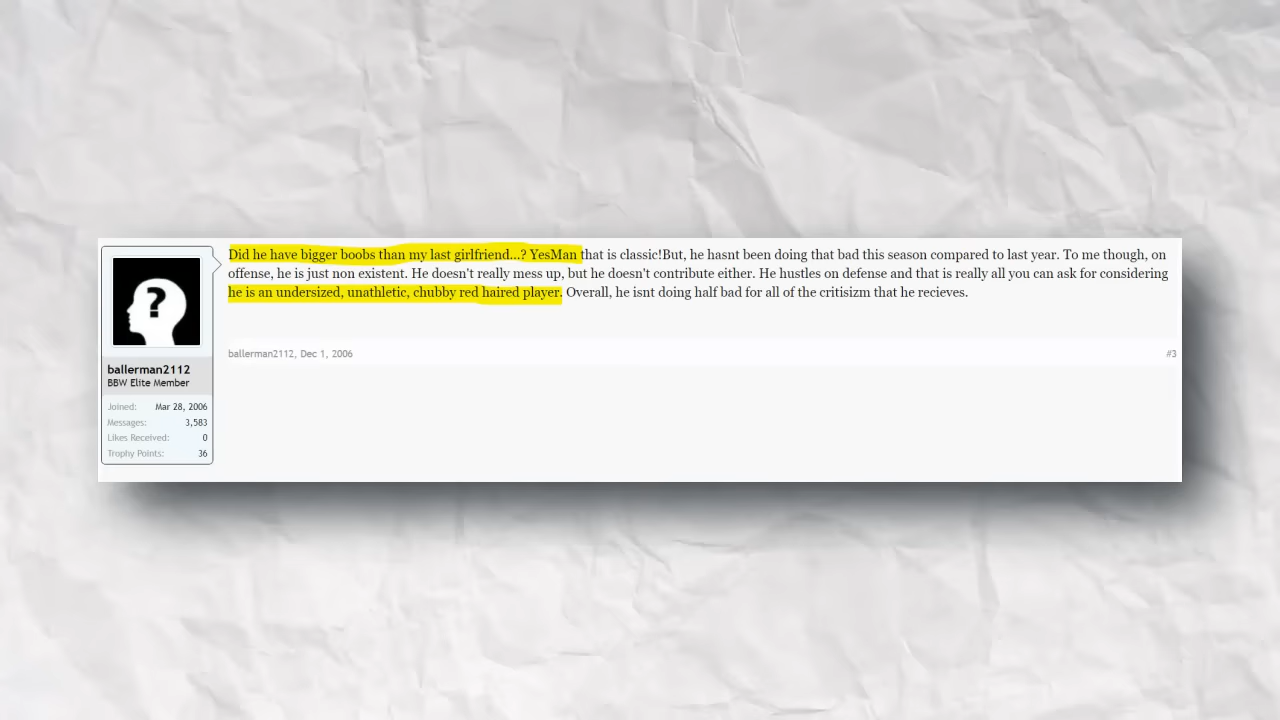 Did he have bigger boobs than my last girlfriend...? YesMan that is classic!But, he hasnt been doing that bad this season compared to last year. To me though, on
offense, he is just non existent. He doesn't really mess up, but he doesn't contribute either. He hustles on defense and that is really all you can ask for considering
he is an undersized, unathletic, chubby red haired player. Overall, he isnt doing half bad for all of the critisizm that he recieves.
?
ballerman2112, Dec 1, 2006 #3
ballerman2112
BBW Elite Member
Joined: Mar 28, 2006
Messages: 3,583
Likes Received: 0
Trophy Points: 36